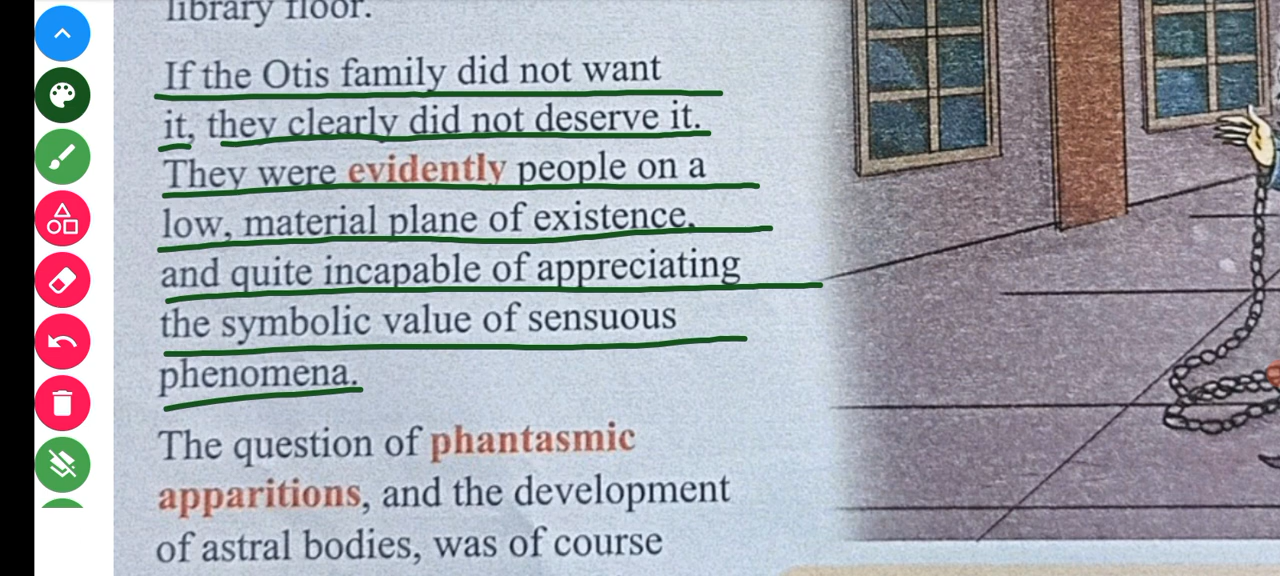 library floor.
If the Otis family did not want
it, they clearly did not deserve it.
They were evidently people on a
low, material plane of existence,
and quite incapable of appreciating
the symbolic value of sensuous
phenomena.
The question of phantasmic
apparitions, and the development
of astral bodies, was of course